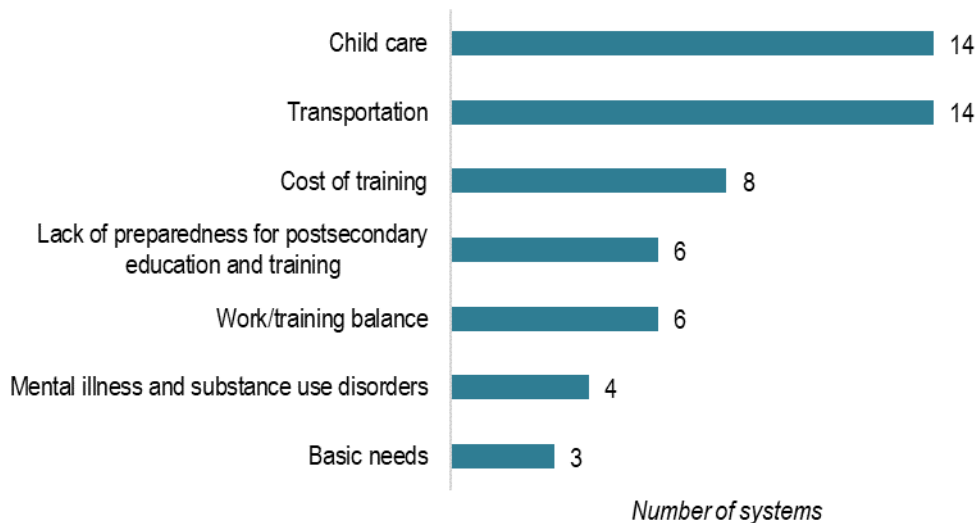 Child care
14
Transportation
14
Cost of training
8
Lack of preparedness for postsecondary
education and training
6
Work/training balance
6
Mental illness and substance use disorders
4
Basic needs
3
Number of systems